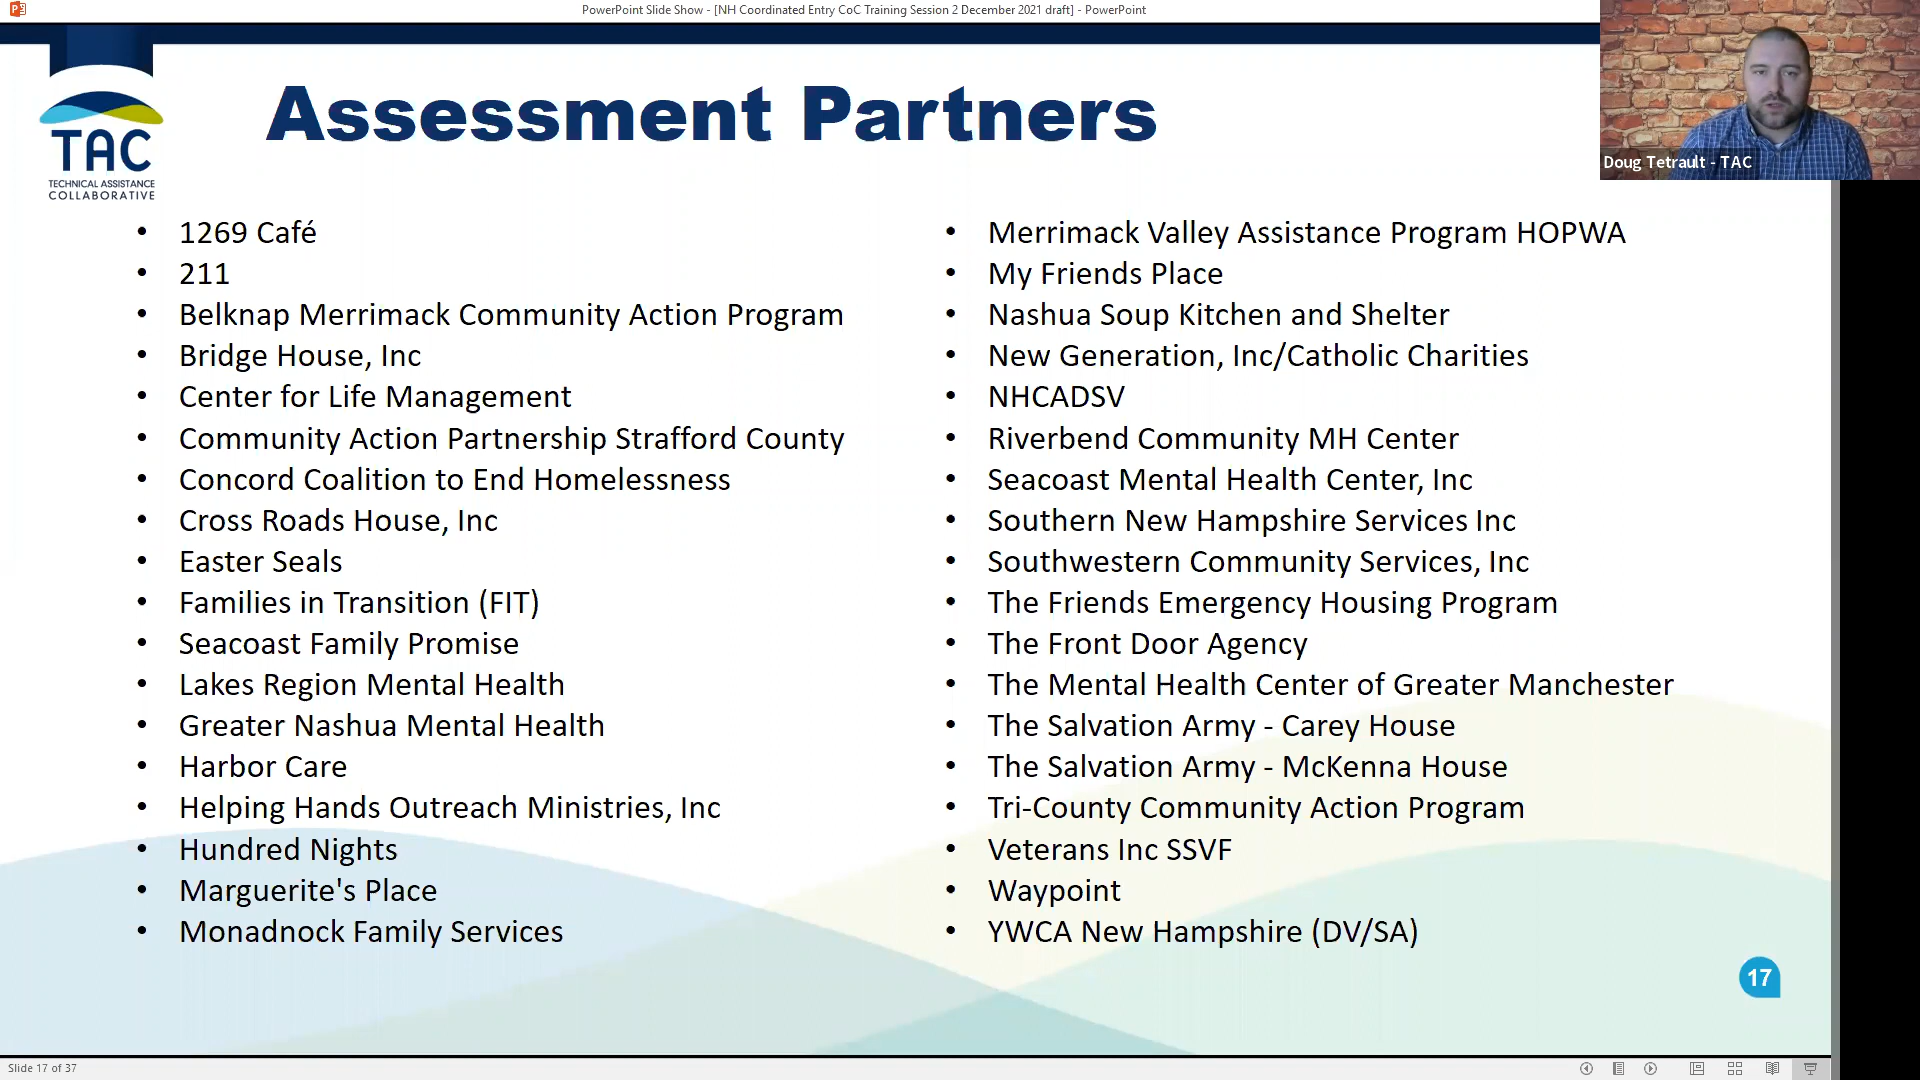 PowerPoint Slide Show - [NH Coordinated Entry CoC Training Session 2 December 2021 draft] - PowerPoint
TAC
TECHNICAL ASSISTANCE
COLLABORATIVE
Assessment Partners
Doug Tetrault - TAC
• 1269 Café
• 211
• Belknap Merrimack Community Action Program
• Bridge House, Inc
• Center for Life Management
• Community Action Partnership Strafford County
• Concord Coalition to End Homelessness
• Cross Roads House, Inc
• Easter Seals
• Families in Transition (FIT)
• Seacoast Family Promise
• Lakes Region Mental Health
• Greater Nashua Mental Health
• Harbor Care
• Helping Hands Outreach Ministries, Inc
• Hundred Nights
• Marguerite's Place
• Monadnock Family Services
• Merrimack Valley Assistance Program HOPWA
• My Friends Place
• Nashua Soup Kitchen and Shelter
• New Generation, Inc/Catholic Charities
• NHCADSV
• Riverbend Community MH Center
• Seacoast Mental Health Center, Inc
• Southern New Hampshire Services Inc
• Southwestern Community Services, Inc
• The Friends Emergency Housing Program
• The Front Door Agency
• The Mental Health Center of Greater Manchester
• The Salvation Army - Carey House
• The Salvation Army - McKenna House
• Tri-County Community Action Program
• Veterans Inc SSVF
• Waypoint
• YWCA New Hampshire (DV/SA)
17
Slide 17 of 37